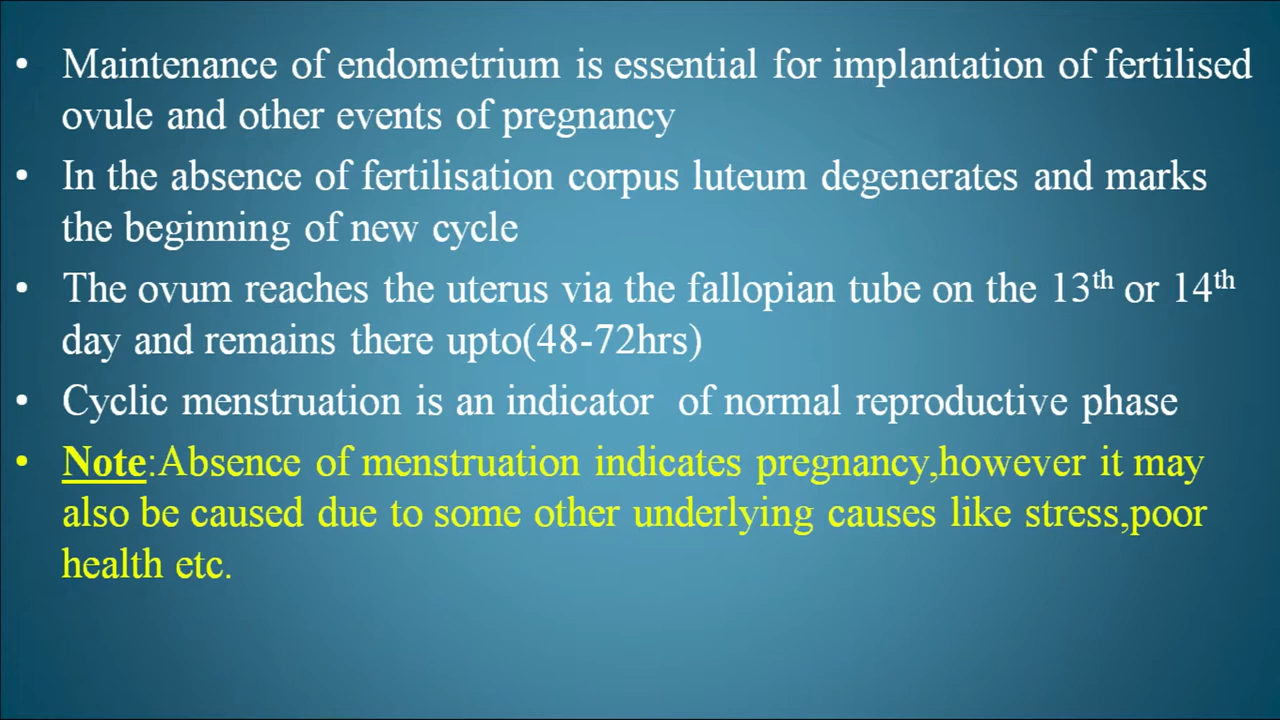 • Maintenance of endometrium is essential for implantation of fertilised
ovule and other events of pregnancy
• In the absence of fertilisation corpus luteum degenerates and marks
the beginning of new cycle
• The ovum reaches the uterus via the fallopian tube on the 13th or 14th
day and remains there upto(48-72hrs)
• Cyclic menstruation is an indicator  of normal reproductive phase
• Note:Absence of menstruation indicates pregnancy,however it may
also be caused due to some other underlying causes like stress,poor
health etc.